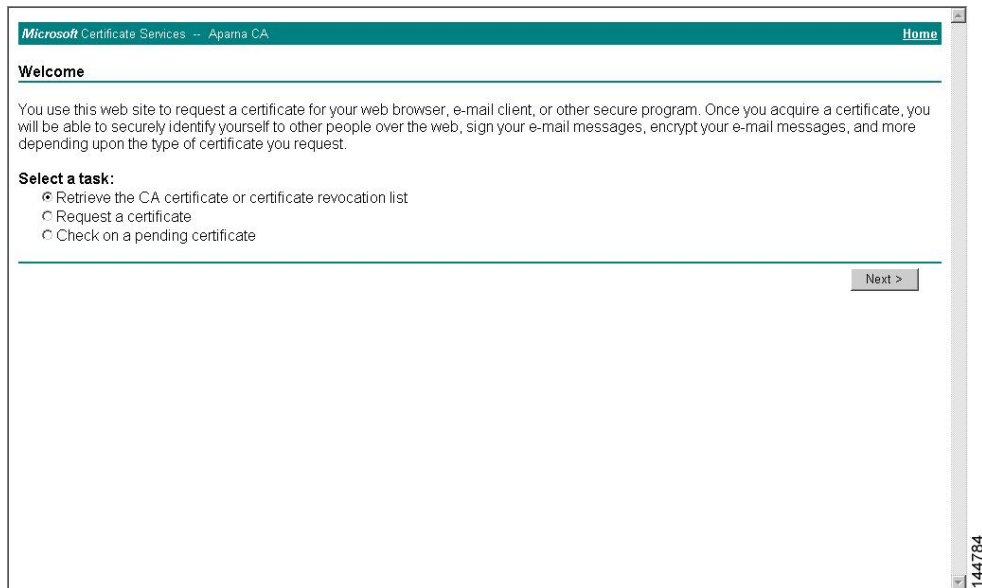 Microsoft Certificate Services -- Aparna CA Home
Welcome
You use this web site to request a certificate for your web browser, e-mail client, or other secure program. Once you acquire a certificate, you
will be able to securely identify yourself to other people over the web, sign your e-mail messages, encrypt your e-mail messages, and more
depending upon the type of certificate you request.
Select a task:
Retrieve the CA certificate or certificate revocation list
Request a certificate
Check on a pending certificate
Next >
144784